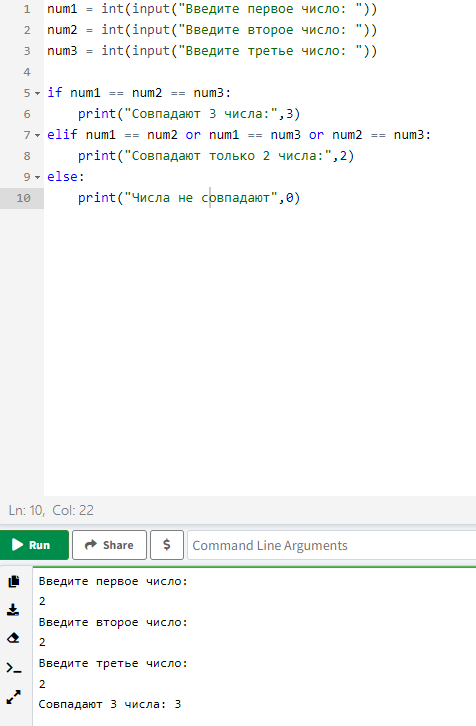 1 num1 = int(input("Введите первое число: "))
2 num2 = int(input("Введите второе число: "))
3 num3 = int(input("Введите третье число: "))
4
5 if num1 == num2 == num3:
6     print("Совпадают 3 числа:",3)
7 elif num1 == num2 or num1 == num3 or num2 == num3:
8     print("Совпадают только 2 числа:",2)
9 else:
10     print("Числа не совпадают",0)
Ln: 10, Col: 22
Run Share $ Command Line Arguments
Введите первое число:
2
Введите второе число:
2
Введите третье число:
2
Совпадают 3 числа: 3